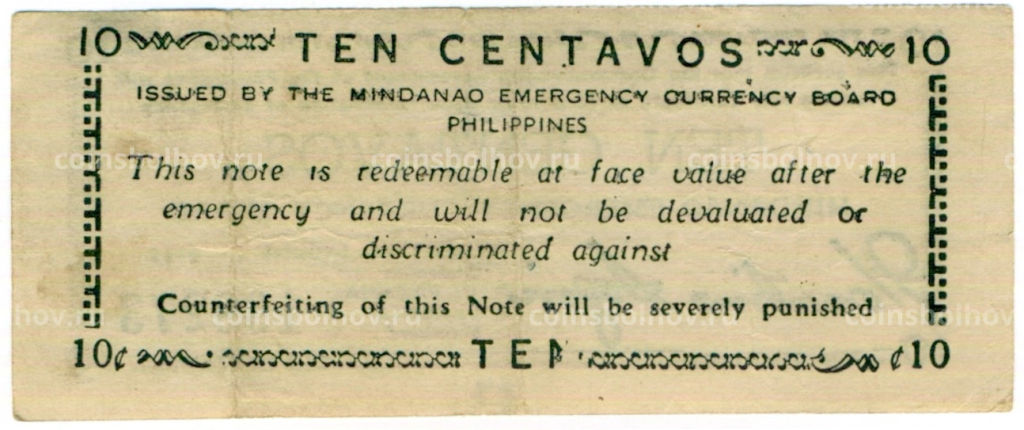 10 TEN CENTAVOS 10
ISSUED BY THE MINDANAO EMERGENCY CURRENCY BOARD
PHILIPPINES
This note is redeemable at face value after the
emergency and will not be devaluated or
discriminated against
Counterfeiting of this Note will be severely punished
10¢ TEN ¢10
coinsbolhov.ru